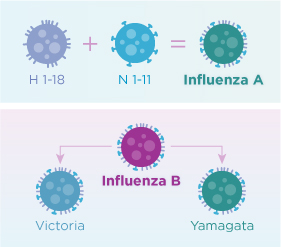 H 1-18 + N 1-11 = Influenza A
Influenza B
Victoria Yamagata